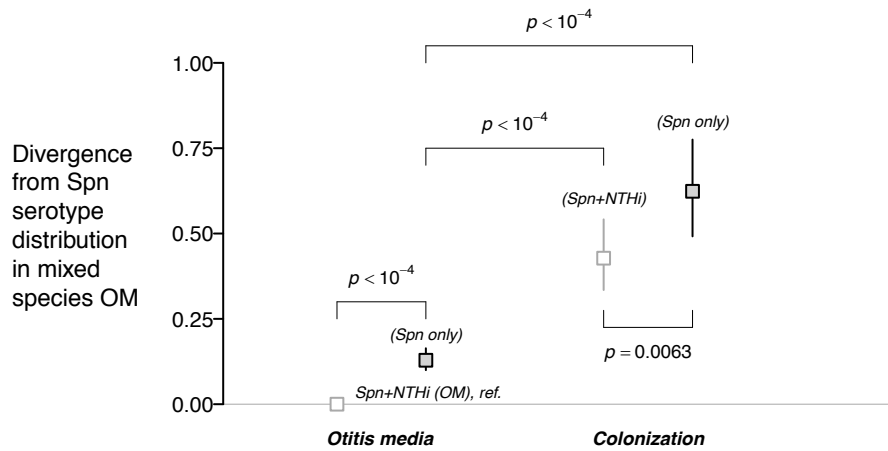 p < 10⁻⁴
1.00
(Spn only)
p < 10⁻⁴
0.75
Divergence
from Spn
serotype
distribution
in mixed
species OM
(Spn+NTHi)
0.50
p < 10⁻⁴
0.25
(Spn only)
p = 0.0063
Spn+NTHi (OM), ref.
0.00
Otitis media
Colonization